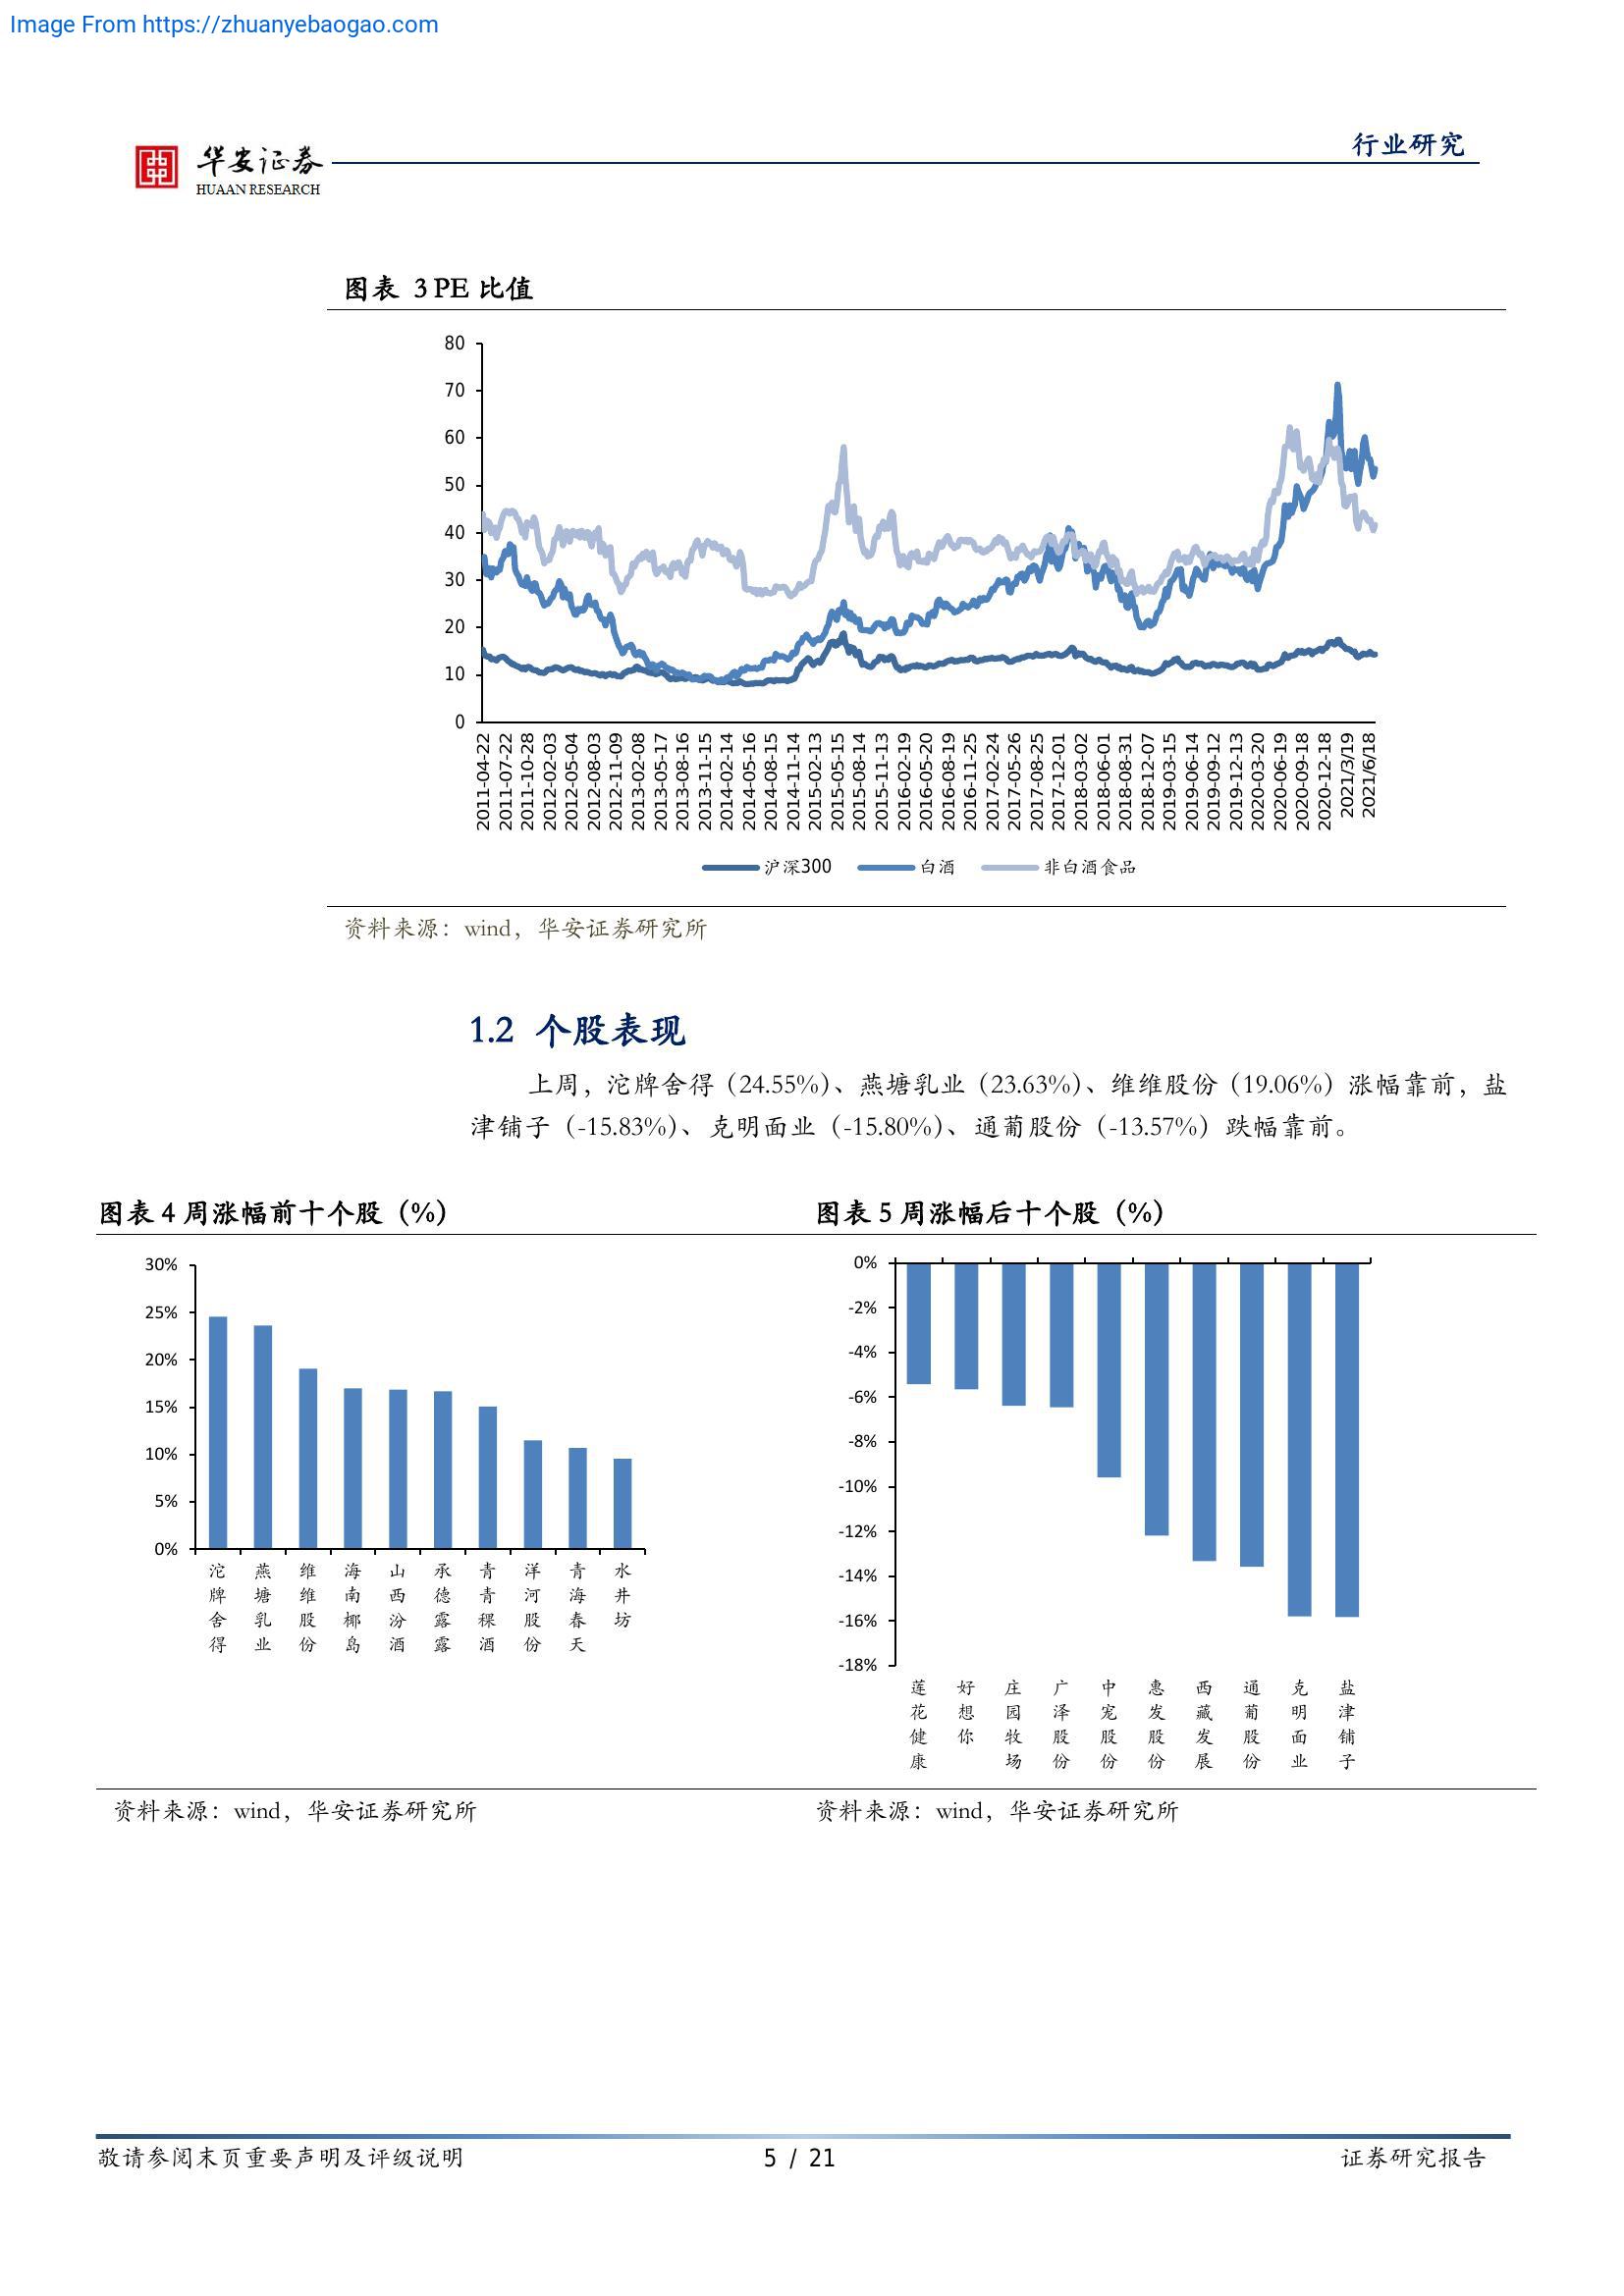 Image From https://zhuanyebaogao.com
华安证券
HUAAN RESEARCH
行业研究
图表 3 PE 比值
80
70
60
50
40
30
20
10
0
2011-04-22
2011-07-22
2011-10-28
2012-02-03
2012-05-04
2012-08-03
2012-11-09
2013-02-08
2013-05-17
2013-08-16
2013-11-15
2014-02-14
2014-05-16
2014-08-15
2014-11-14
2015-02-13
2015-05-15
2015-08-14
2015-11-13
2016-02-19
2016-05-20
2016-08-19
2016-11-25
2017-02-24
2017-05-26
2017-08-25
2017-12-01
2018-03-02
2018-06-01
2018-08-31
2018-12-07
2019-03-15
2019-06-14
2019-09-12
2019-12-13
2020-03-20
2020-06-19
2020-09-18
2020-12-18
2021/3/19
2021/6/18
沪深300 白酒 非白酒食品
资料来源：wind，华安证券研究所
1.2 个股表现
上周，沱牌舍得（24.55%）、燕塘乳业（23.63%）、维维股份（19.06%）涨幅靠前，盐
津铺子（-15.83%）、克明面业（-15.80%）、通葡股份（-13.57%）跌幅靠前。
图表 4 周涨幅前十个股（%）
30%
25%
20%
15%
10%
5%
0%
沱牌舍得
燕塘乳业
维维股份
海南椰岛
山西汾酒
承德露露
青青稞酒
洋河股份
青海春天
水井坊
资料来源：wind，华安证券研究所
图表 5 周涨幅后十个股（%）
0%
-2%
-4%
-6%
-8%
-10%
-12%
-14%
-16%
-18%
莲花健康
好想你
庄园牧场
广泽股份
中宠股份
惠发股份
西藏发展
通葡股份
克明面业
盐津铺子
资料来源：wind，华安证券研究所
敬请参阅末页重要声明及评级说明
5 / 21
证券研究报告